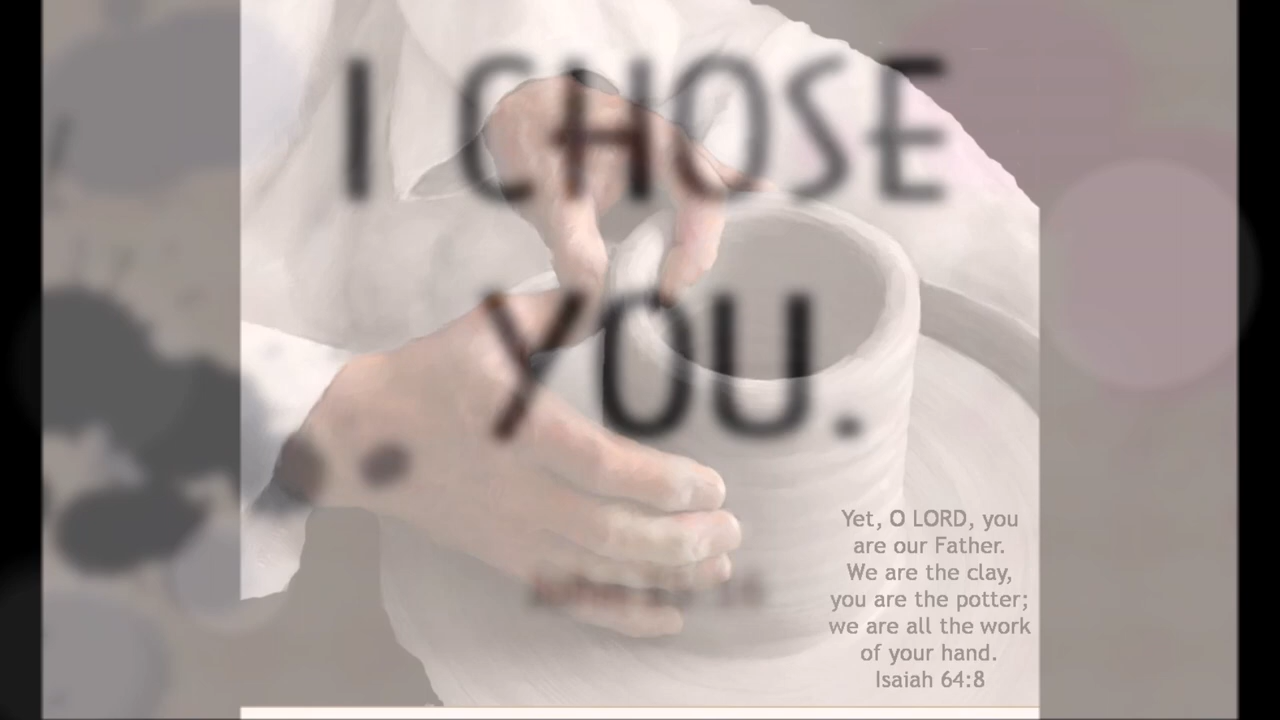 I CHOSE
YOU.
Yet, O LORD, you
are our Father.
We are the clay,
you are the potter;
we are all the work
of your hand.
Isaiah 64:8